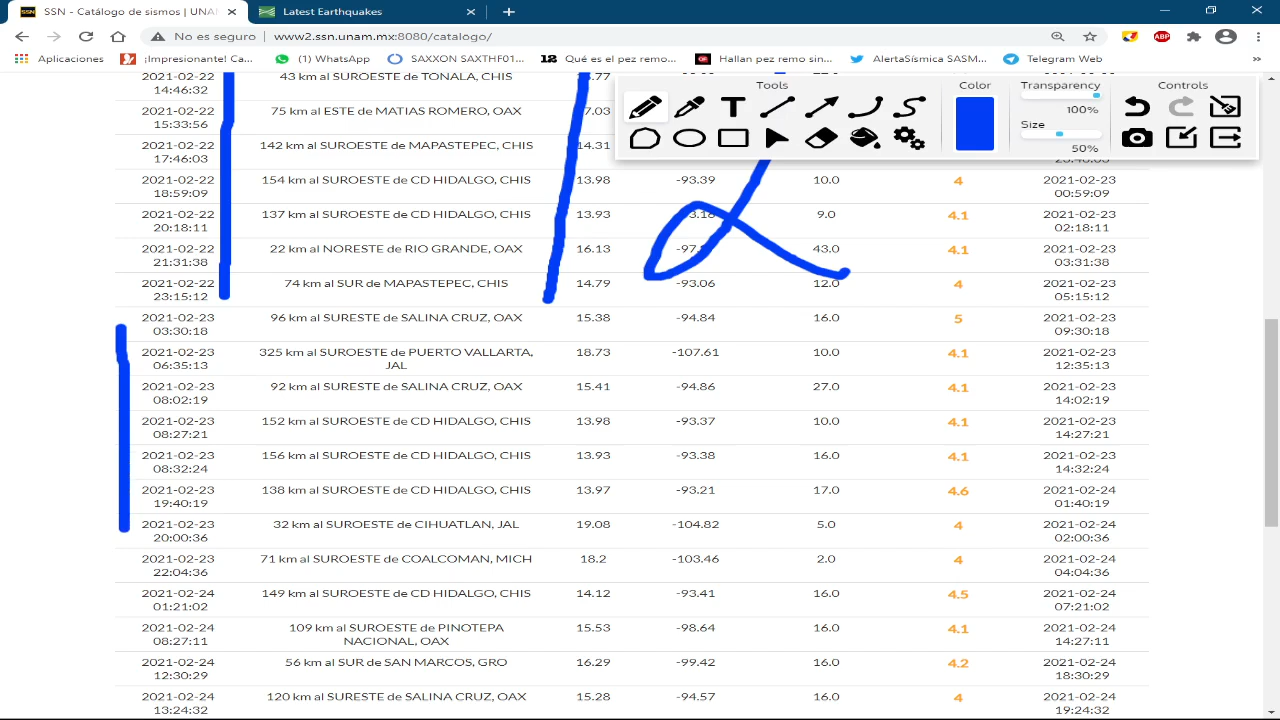 SSN - Catálogo de sismos | UNA
Latest Earthquakes
No es seguro | www2.ssn.unam.mx:8080/catalogo/
ABP
Aplicaciones
¡Impresionante! Ca...
(1) WhatsApp
SAXXON SAXTHF01...
12 Qué es el pez remo...
Hallan pez remo sin...
AlertaSísmica SASM...
Telegram Web
»
Tools
Color
Transparency
100%
Size
50%
Controls
2021-02-22 43 km al SUROESTE de TONALA, CHIS
14:46:32
2021-02-22 75 km al ESTE de MATIAS ROMERO, OAX 7.03
15:33:56
2021-02-22 142 km al SUROESTE de MAPASTEPEC, CHIS 14.31
17:46:03
2021-02-22 154 km al SUROESTE de CD HIDALGO, CHIS 13.98 -93.39 10.0 4 2021-02-23
18:59:09 00:59:09
2021-02-22 137 km al SUROESTE de CD HIDALGO, CHIS 13.93 9.0 4.1 2021-02-23
20:18:11 02:18:11
2021-02-22 22 km al NORESTE de RIO GRANDE, OAX 16.13 43.0 4.1 2021-02-23
21:31:38 03:31:38
2021-02-22 74 km al SUR de MAPASTEPEC, CHIS 14.79 -93.06 12.0 4 2021-02-23
23:15:12 05:15:12
2021-02-23 96 km al SURESTE de SALINA CRUZ, OAX 15.38 -94.84 16.0 5 2021-02-23
03:30:18 09:30:18
2021-02-23 325 km al SUROESTE de PUERTO VALLARTA, 18.73 -107.61 10.0 4.1 2021-02-23
06:35:13 JAL 12:35:13
2021-02-23 92 km al SURESTE de SALINA CRUZ, OAX 15.41 -94.86 27.0 4.1 2021-02-23
08:02:19 14:02:19
2021-02-23 152 km al SUROESTE de CD HIDALGO, CHIS 13.98 -93.37 10.0 4.1 2021-02-23
08:27:21 14:27:21
2021-02-23 156 km al SUROESTE de CD HIDALGO, CHIS 13.93 -93.38 16.0 4.1 2021-02-23
08:32:24 14:32:24
2021-02-23 138 km al SUROESTE de CD HIDALGO, CHIS 13.97 -93.21 17.0 4.6 2021-02-24
19:40:19 01:40:19
2021-02-23 32 km al SUROESTE de CIHUATLAN, JAL 19.08 -104.82 5.0 4 2021-02-24
20:00:36 02:00:36
2021-02-23 71 km al SUROESTE de COALCOMAN, MICH 18.2 -103.46 2.0 4 2021-02-24
22:04:36 04:04:36
2021-02-24 149 km al SUROESTE de CD HIDALGO, CHIS 14.12 -93.41 16.0 4.5 2021-02-24
01:21:02 07:21:02
2021-02-24 109 km al SUROESTE de PINOTEPA 15.53 -98.64 16.0 4.1 2021-02-24
08:27:11 NACIONAL, OAX 14:27:11
2021-02-24 56 km al SUR de SAN MARCOS, GRO 16.29 -99.42 16.0 4.2 2021-02-24
12:30:29 18:30:29
2021-02-24 120 km al SURESTE de SALINA CRUZ, OAX 15.28 -94.57 16.0 4 2021-02-24
13:24:32 19:24:32